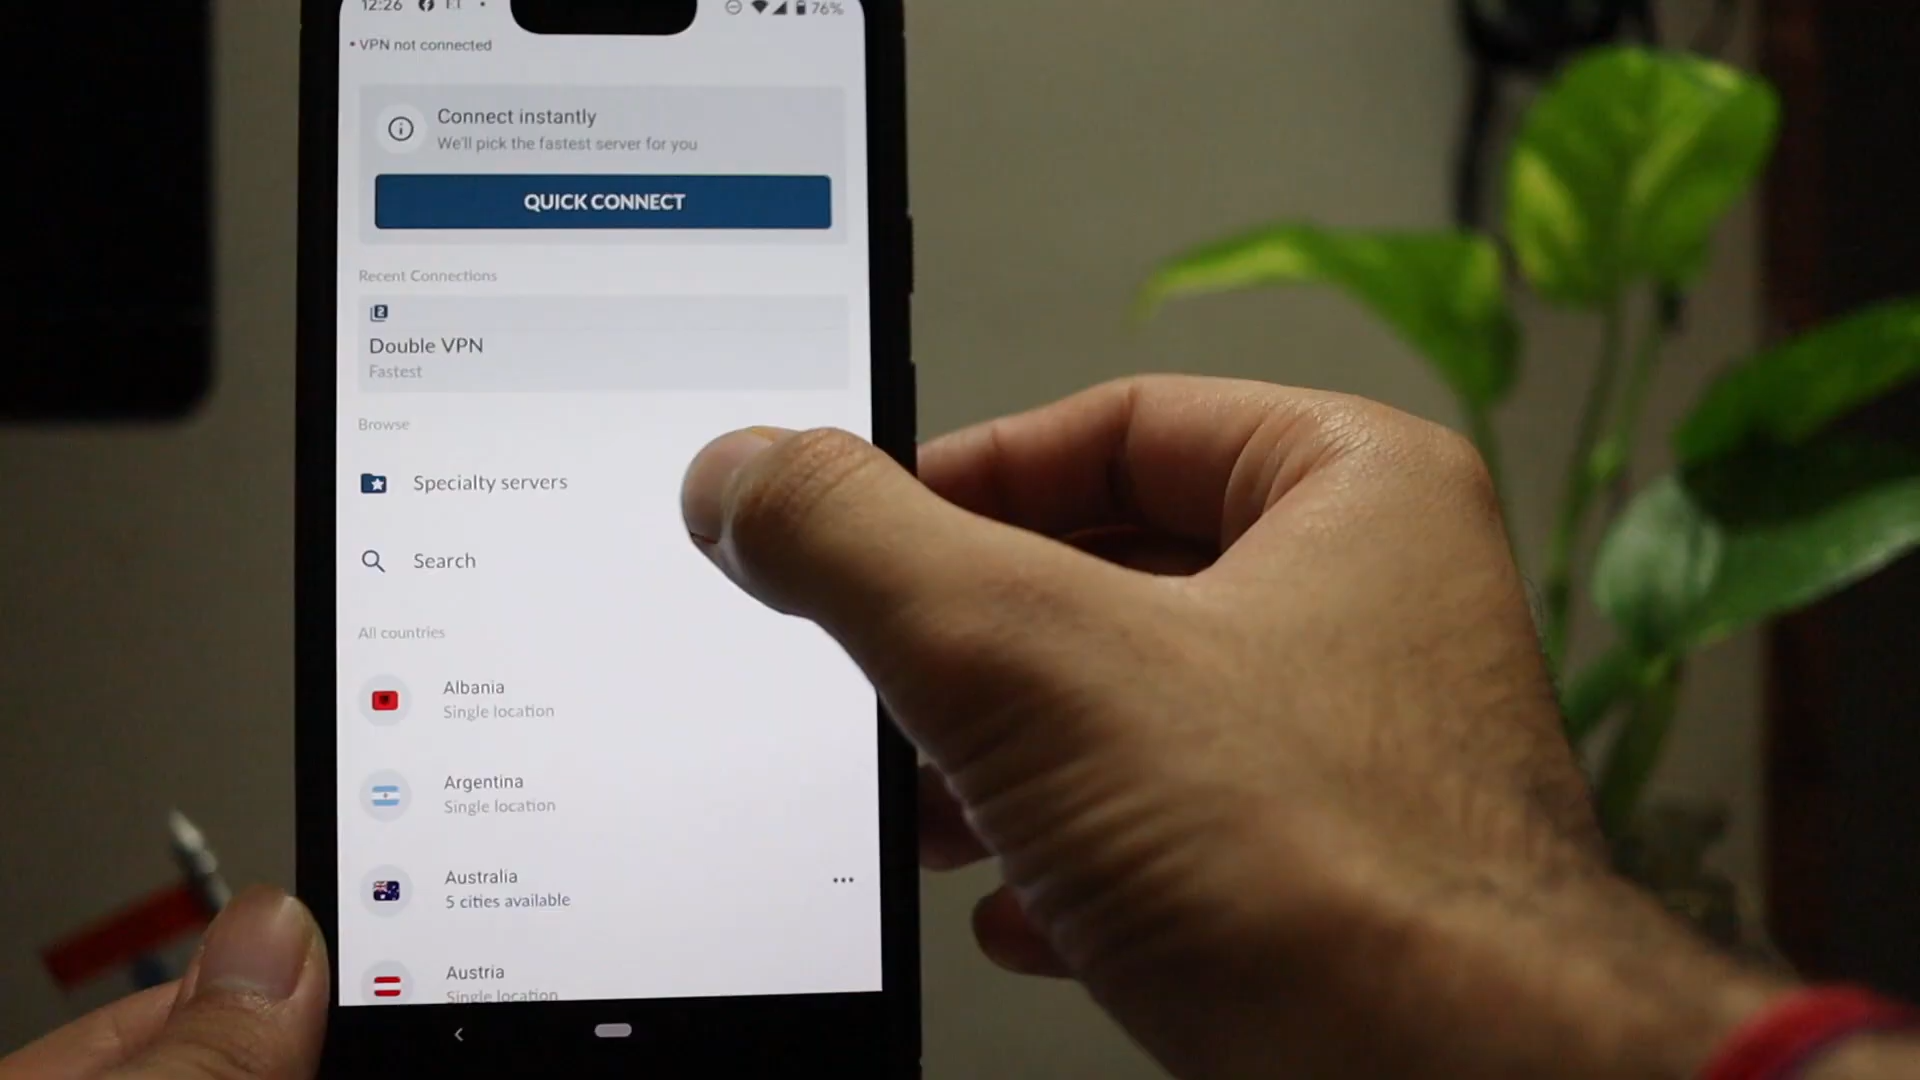 12:26
76%
• VPN not connected
Connect instantly
We'll pick the fastest server for you
QUICK CONNECT
Recent Connections
Double VPN
Fastest
Browse
Specialty servers
Search
All countries
Albania
Single location
Argentina
Single location
Australia
5 cities available
Austria
Single location